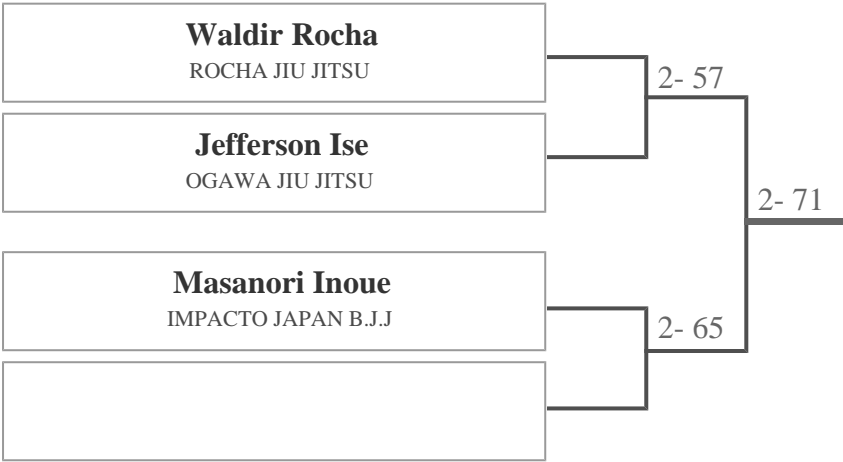 Waldir Rocha
ROCHA JIU JITSU
2- 57
Jefferson Ise
OGAWA JIU JITSU
2- 71
Masanori Inoue
IMPACTO JAPAN B.J.J
2- 65